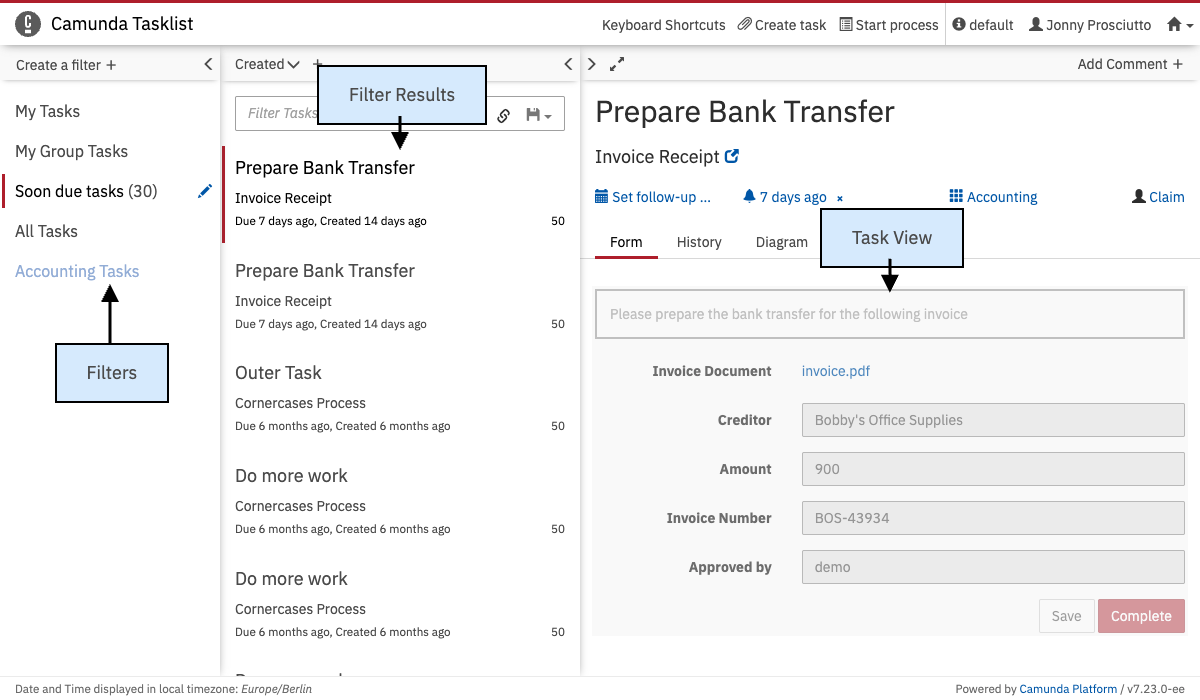 Camunda Tasklist
Keyboard Shortcuts Create task Start process default Jonny Prosciutto
Create a filter +
My Tasks
My Group Tasks
Soon due tasks (30)
All Tasks
Accounting Tasks
Filters
Created +
Filter Tasks
Filter Results
Prepare Bank Transfer
Invoice Receipt
Due 7 days ago, Created 14 days ago 50
Prepare Bank Transfer
Invoice Receipt
Due 7 days ago, Created 14 days ago 50
Outer Task
Cornercases Process
Due 6 months ago, Created 6 months ago 50
Do more work
Cornercases Process
Due 6 months ago, Created 6 months ago 50
Do more work
Cornercases Process
Due 6 months ago, Created 6 months ago 50
Add Comment +
Prepare Bank Transfer
Invoice Receipt
Set follow-up ... 7 days ago × Accounting Claim
Form History Diagram
Task View
Please prepare the bank transfer for the following invoice
Invoice Document invoice.pdf
Creditor Bobby's Office Supplies
Amount 900
Invoice Number BOS-43934
Approved by demo
Save Complete
Date and Time displayed in local timezone: Europe/Berlin
Powered by Camunda Platform / v7.23.0-ee